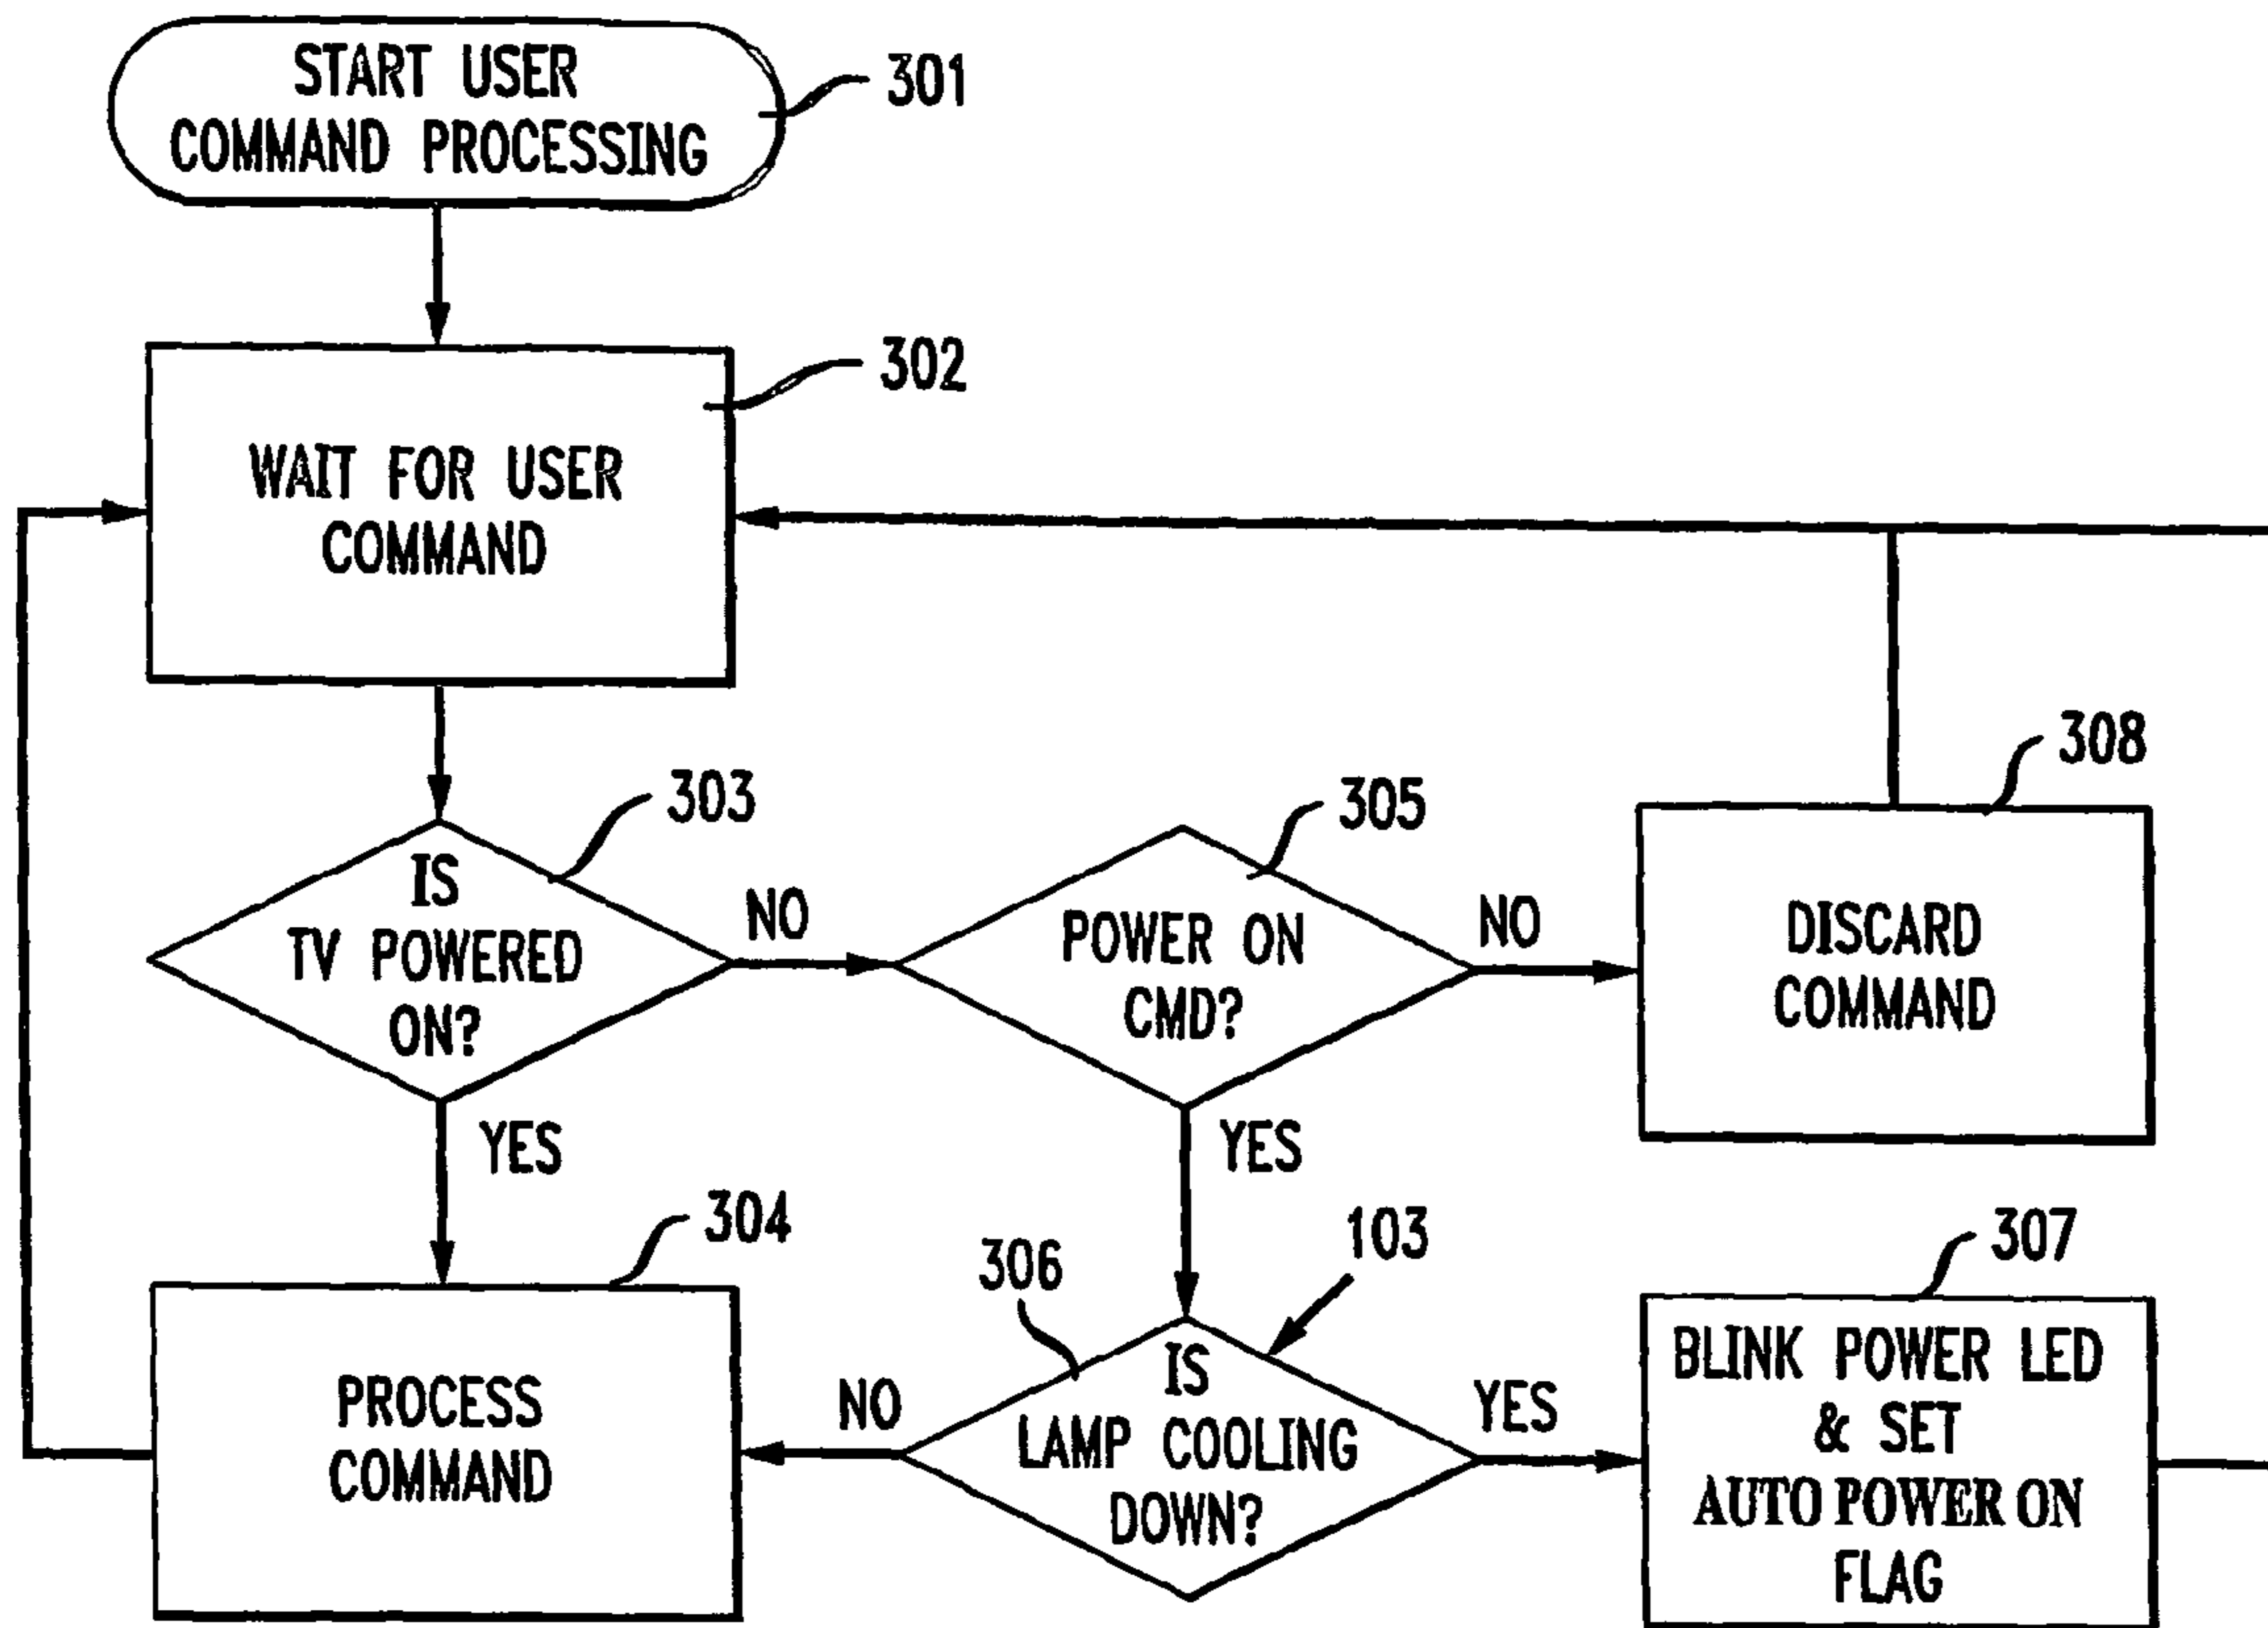 START USER
COMMAND PROCESSING
301
WAIT FOR USER
COMMAND
302
IS
TV POWERED
ON?
303
NO
YES
POWER ON
CMD?
305
NO
YES
DISCARD
COMMAND
308
PROCESS
COMMAND
304
NO
IS
LAMP COOLING
DOWN?
306
103
YES
BLINK POWER LED
& SET
AUTO POWER ON
FLAG
307